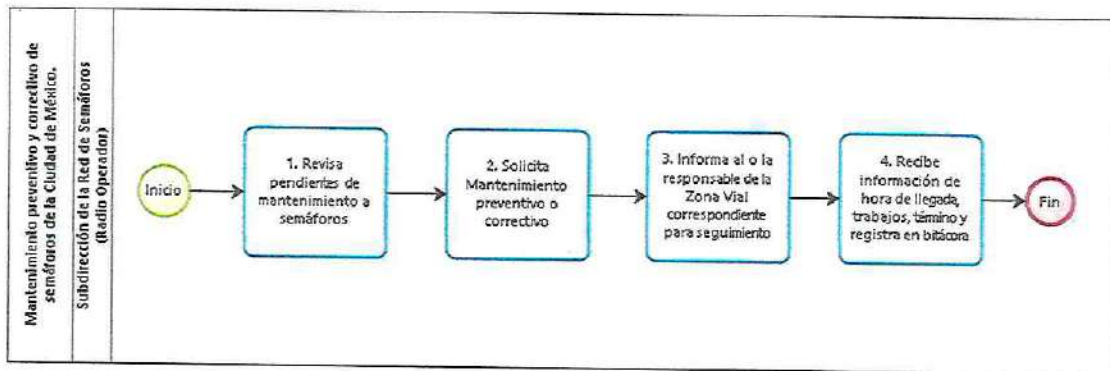 Mantenimiento preventivo y correctivo de
semáforos de la Ciudad de México.
Subdirección de la Red de Semáforos
(Radio Operador)
Inicio
1. Revisa
pendientes de
mantenimiento a
semáforos
2. Solicita
Mantenimiento
preventivo o
correctivo
3. Informa al o la
responsable de la
Zona Vial
correspondiente
para seguimiento
4. Recibe
información de
hora de llegada,
trabajos, término y
registra en bitácora
Fin